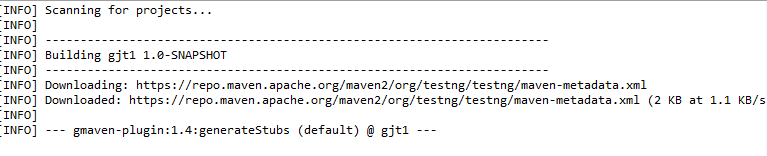 [INFO] Scanning for projects...
[INFO]
[INFO] ------------------------------------------------------------------------
[INFO] Building gjt1 1.0-SNAPSHOT
[INFO] ------------------------------------------------------------------------
[INFO] Downloading: https://repo.maven.apache.org/maven2/org/testng/testng/maven-metadata.xml
[INFO] Downloaded: https://repo.maven.apache.org/maven2/org/testng/testng/maven-metadata.xml (2 KB at 1.1 KB/s
[INFO]
[INFO] --- gmaven-plugin:1.4:generateStubs (default) @ gjt1 ---